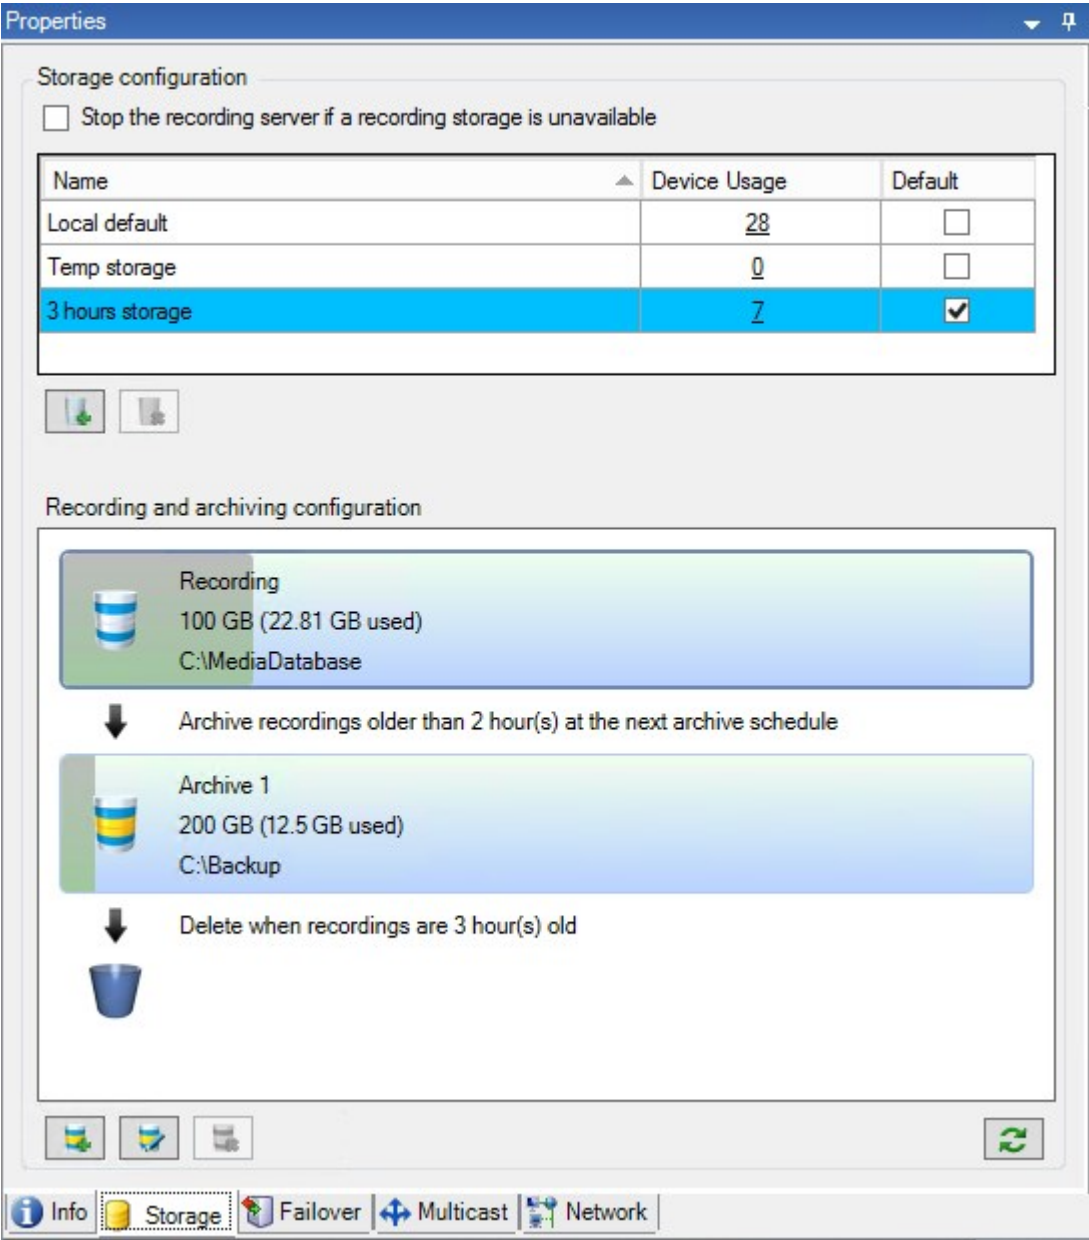 Properties
Storage configuration
Stop the recording server if a recording storage is unavailable
Name Device Usage Default
Local default 28
Temp storage 0
3 hours storage 7
Recording and archiving configuration
Recording
100 GB (22.81 GB used)
C:\MediaDatabase
Archive recordings older than 2 hour(s) at the next archive schedule
Archive 1
200 GB (12.5 GB used)
C:\Backup
Delete when recordings are 3 hour(s) old
Info Storage Failover Multicast Network